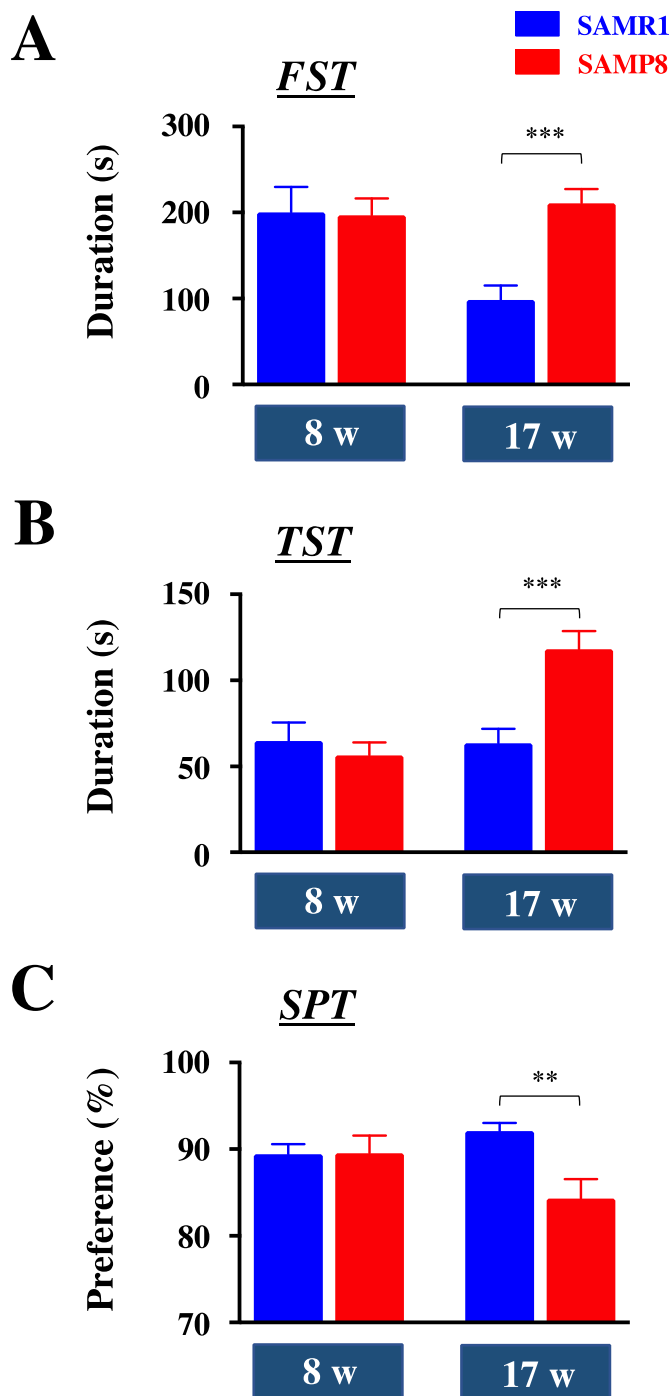 A
SAMR1
SAMP8
FST
Duration (s)
300
200
100
0
***
8 w
17 w
B
TST
Duration (s)
150
100
50
0
***
8 w
17 w
C
SPT
Preference (%)
100
90
80
70
**
8 w
17 w